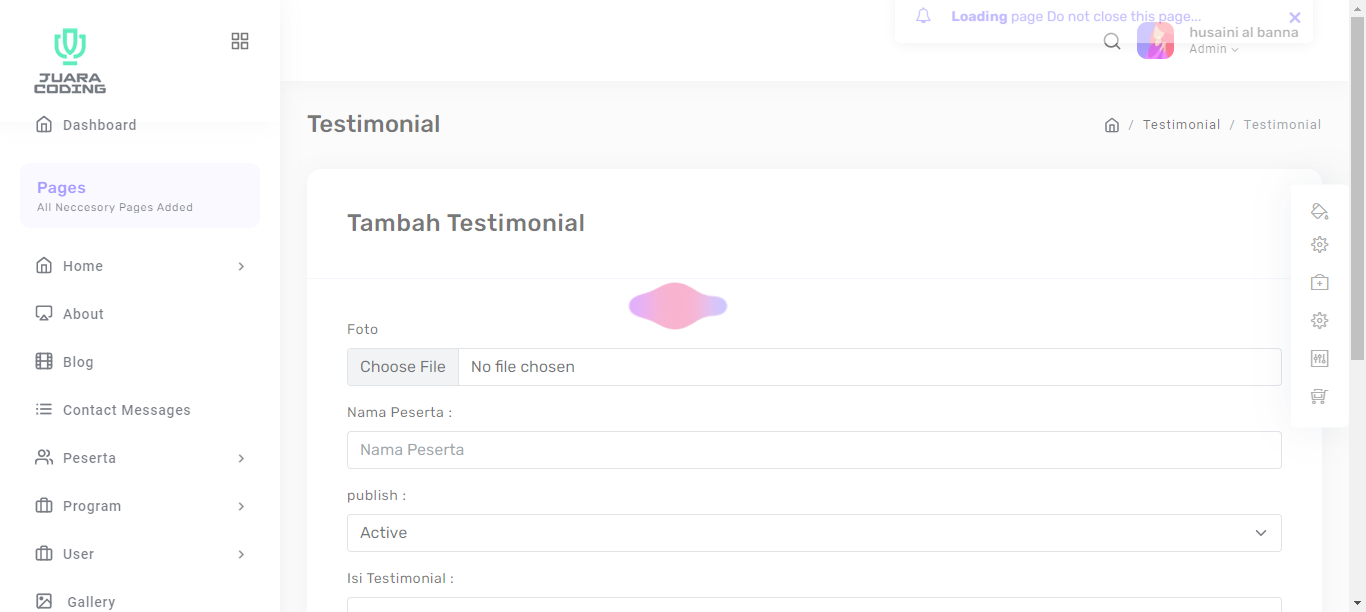 JUARA
CODING
Loading page Do not close this page...
husaini al banna
Admin
Dashboard
Pages
All Neccesory Pages Added
Home
About
Blog
Contact Messages
Peserta
Program
User
Gallery
Testimonial
/ Testimonial / Testimonial
Tambah Testimonial
Foto
Choose File No file chosen
Nama Peserta :
Nama Peserta
publish :
Active
Isi Testimonial :